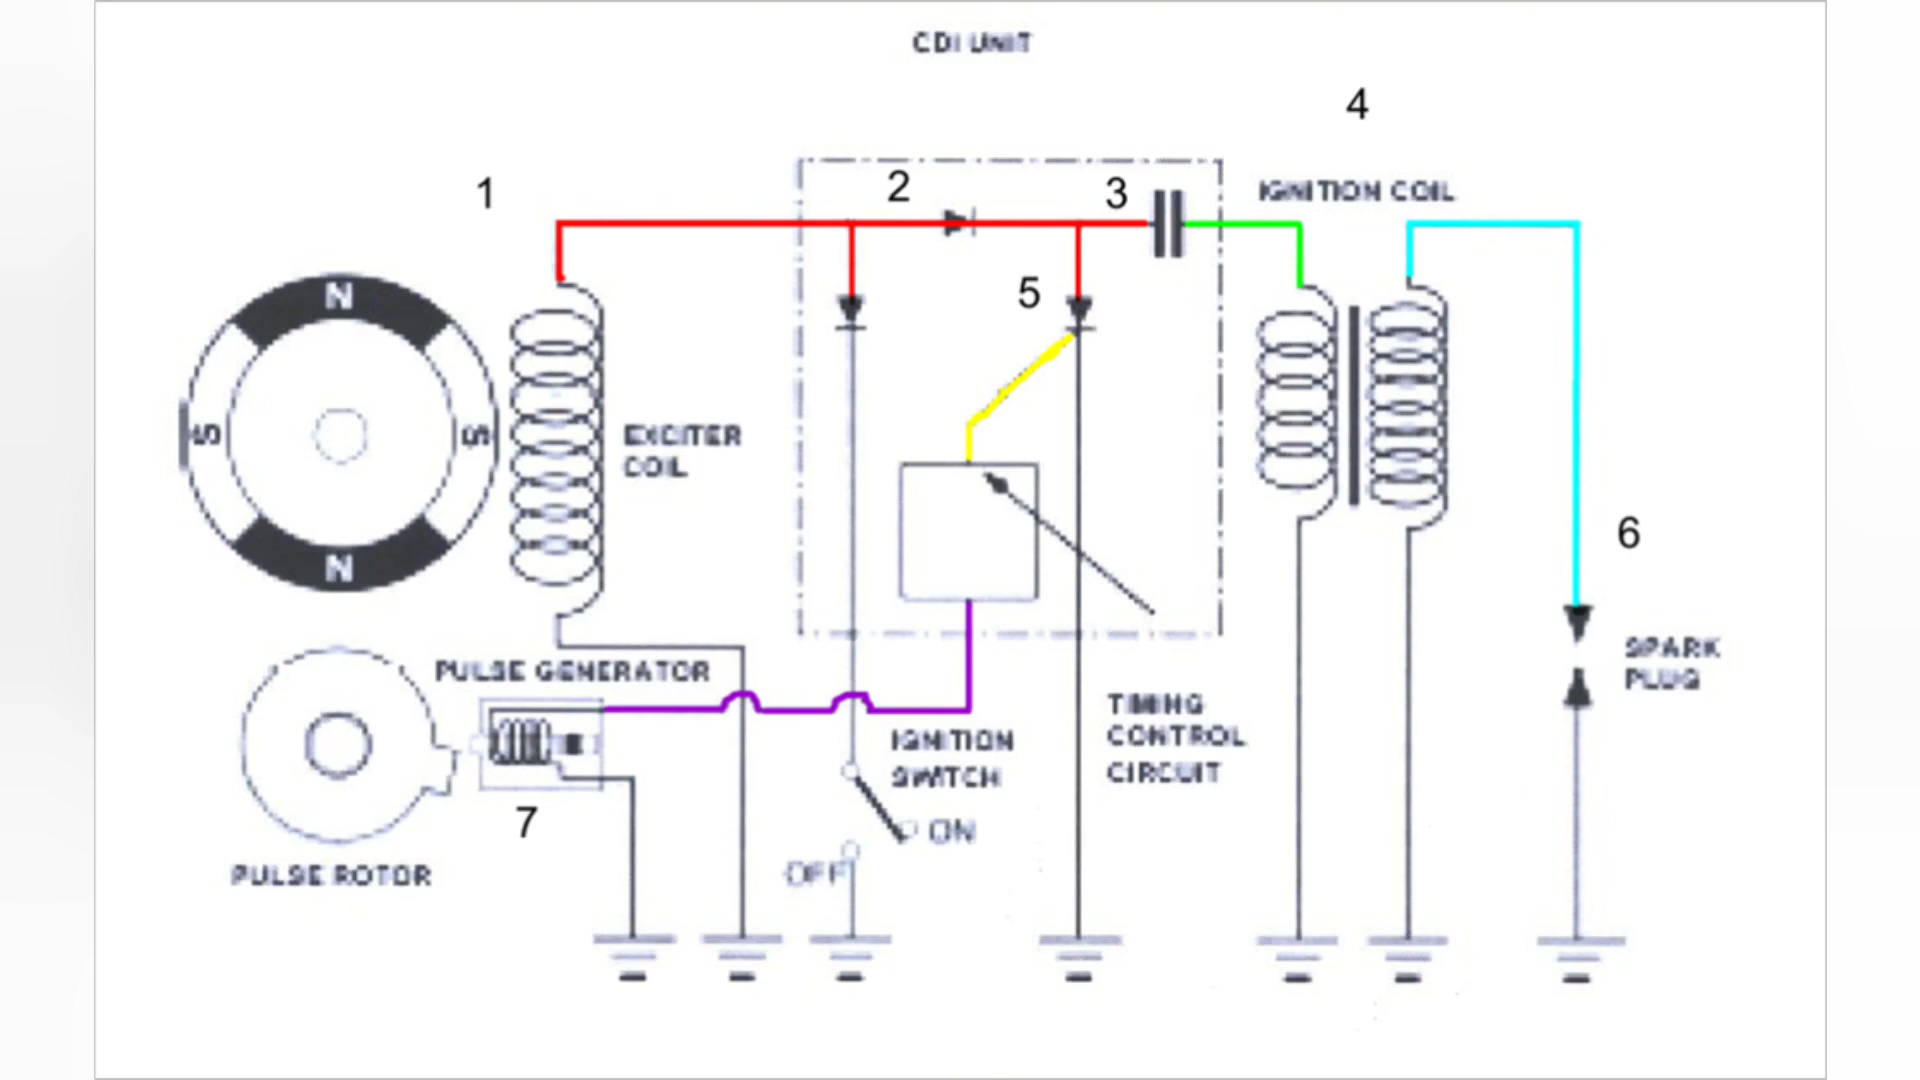 CDI UNIT
4
1
2
3
IGNITION COIL
N
5
S
S
EXCITER
COIL
6
N
SPARK
PLUG
PULSE GENERATOR
TIMING
CONTROL
CIRCUIT
IGNITION
SWITCH
7
ON
OFF
PULSE ROTOR